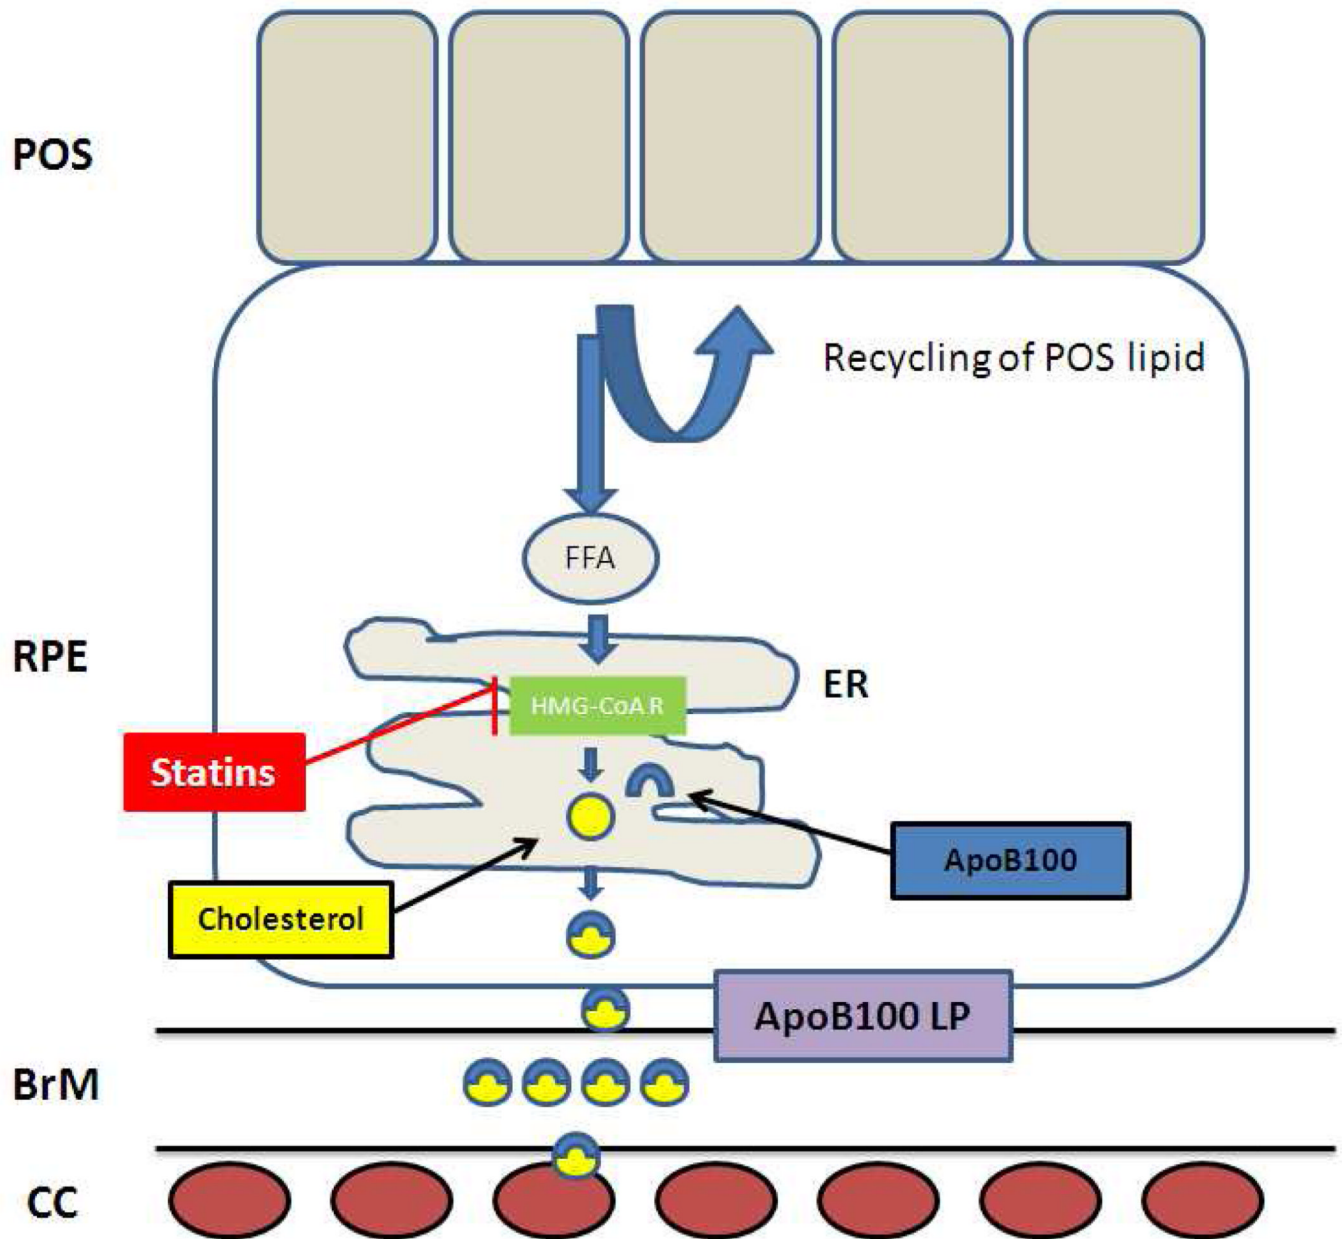 POS
Recycling of POS lipid
FFA
RPE
ER
HMG-CoA R
Statins
ApoB100
Cholesterol
ApoB100 LP
BrM
CC